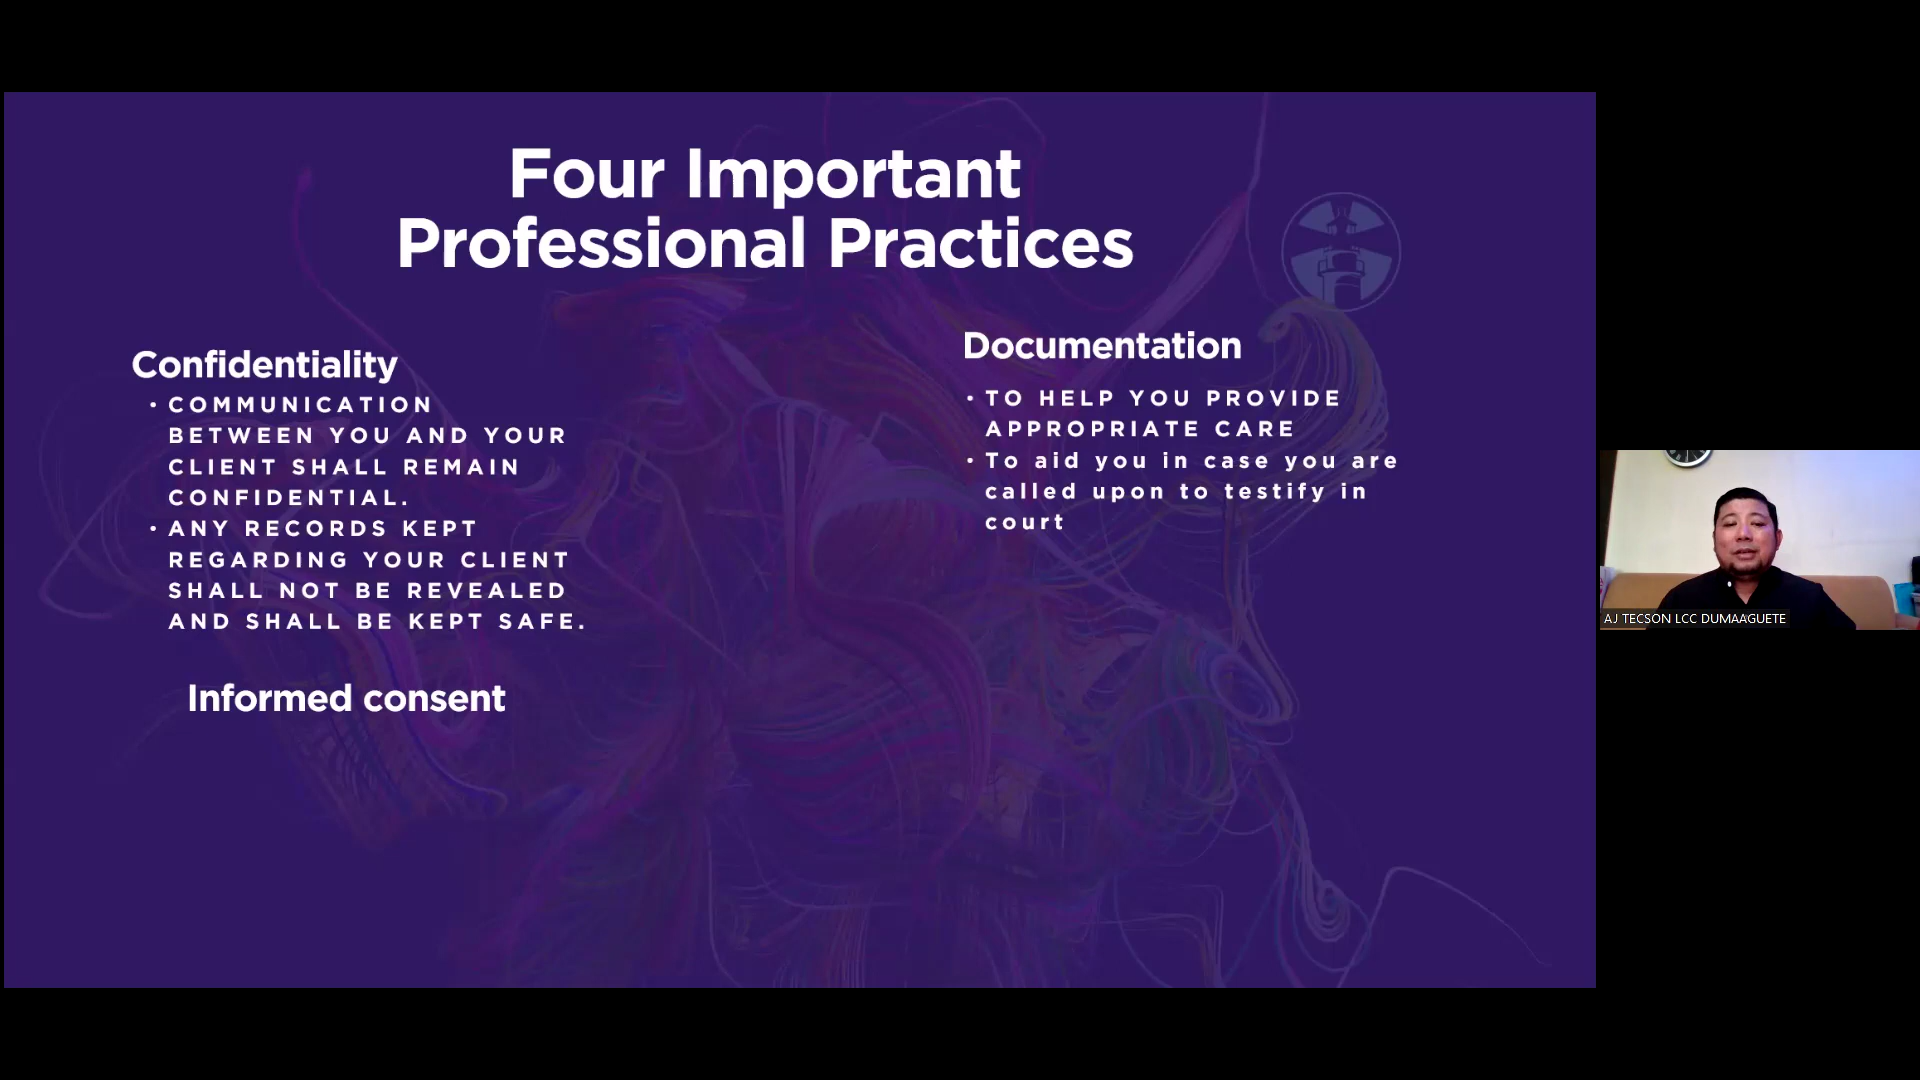 Four Important
Professional Practices
Confidentiality
• COMMUNICATION
BETWEEN YOU AND YOUR
CLIENT SHALL REMAIN
CONFIDENTIAL.
• ANY RECORDS KEPT
REGARDING YOUR CLIENT
SHALL NOT BE REVEALED
AND SHALL BE KEPT SAFE.
Informed consent
Documentation
• TO HELP YOU PROVIDE
APPROPRIATE CARE
• To aid you in case you are
called upon to testify in
court
AJ TECSON LCC DUMAAGUETE